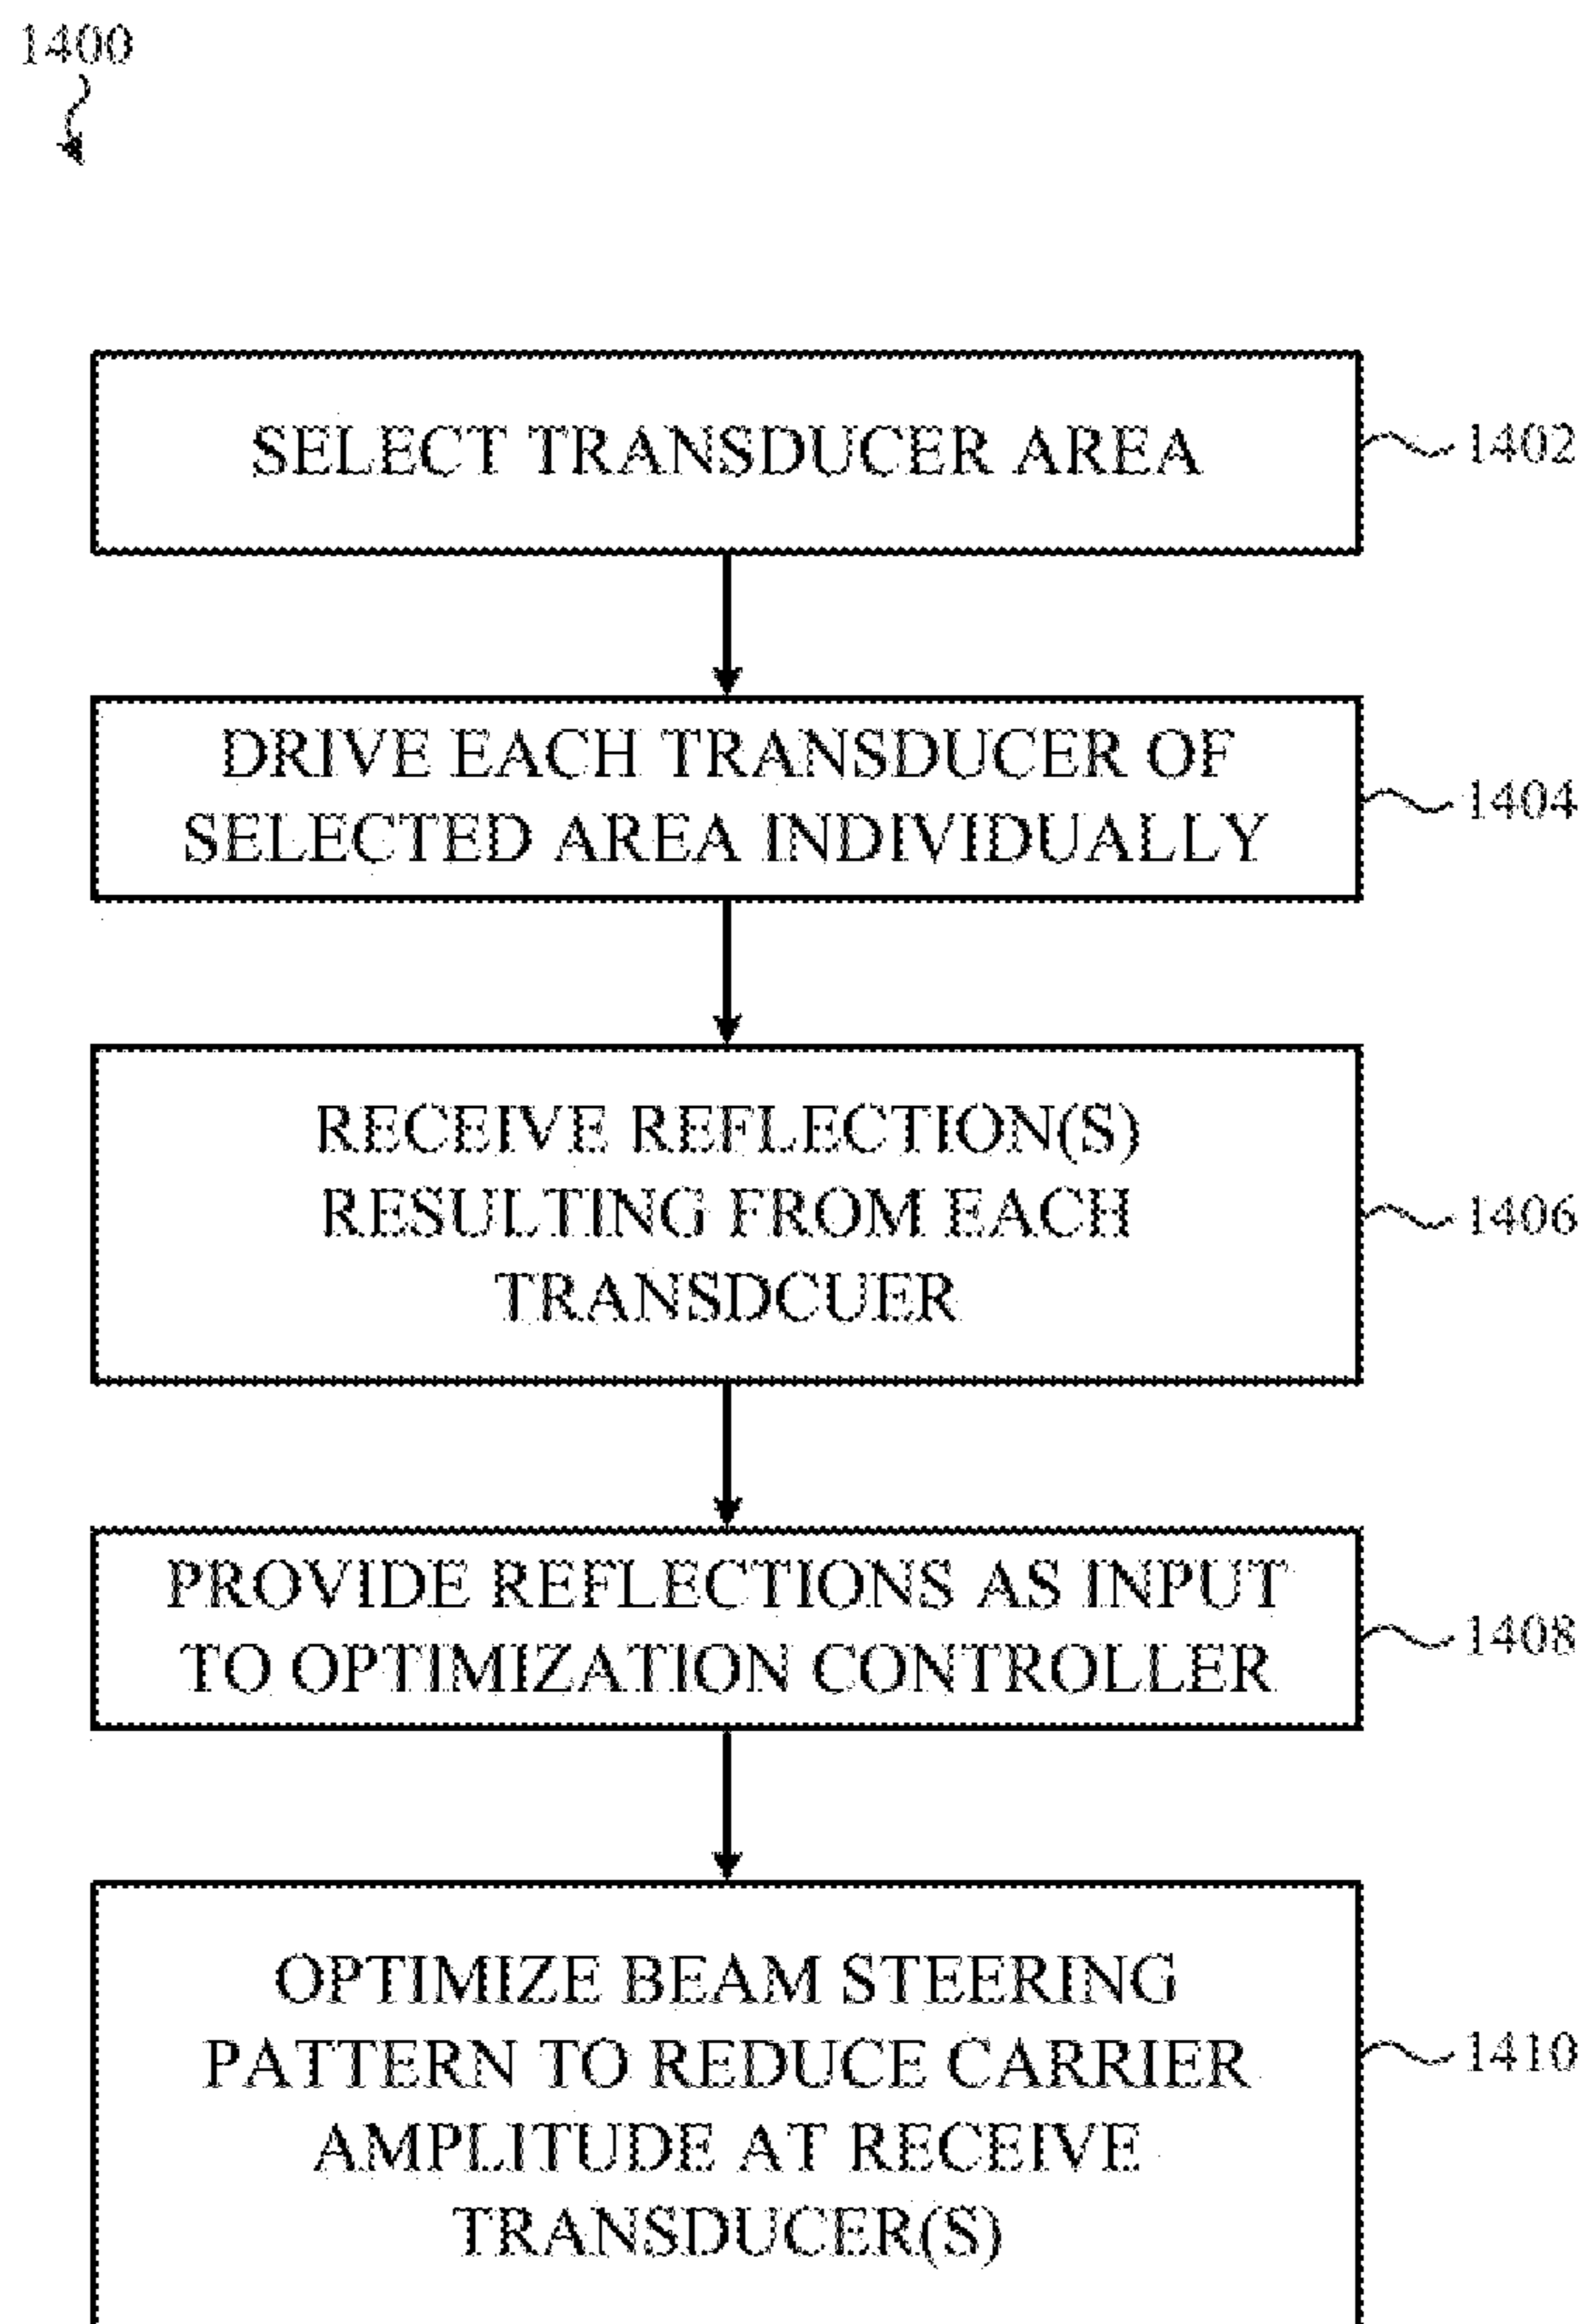 1400
SELECT TRANSDUCER AREA
1402
DRIVE EACH TRANSDUCER OF
SELECTED AREA INDIVIDUALLY
1404
RECEIVE REFLECTION(S)
RESULTING FROM EACH
TRANSDCUER
1406
PROVIDE REFLECTIONS AS INPUT
TO OPTIMIZATION CONTROLLER
1408
OPTIMIZE BEAM STEERING
PATTERN TO REDUCE CARRIER
AMPLITUDE AT RECEIVE
TRANSDUCER(S)
1410